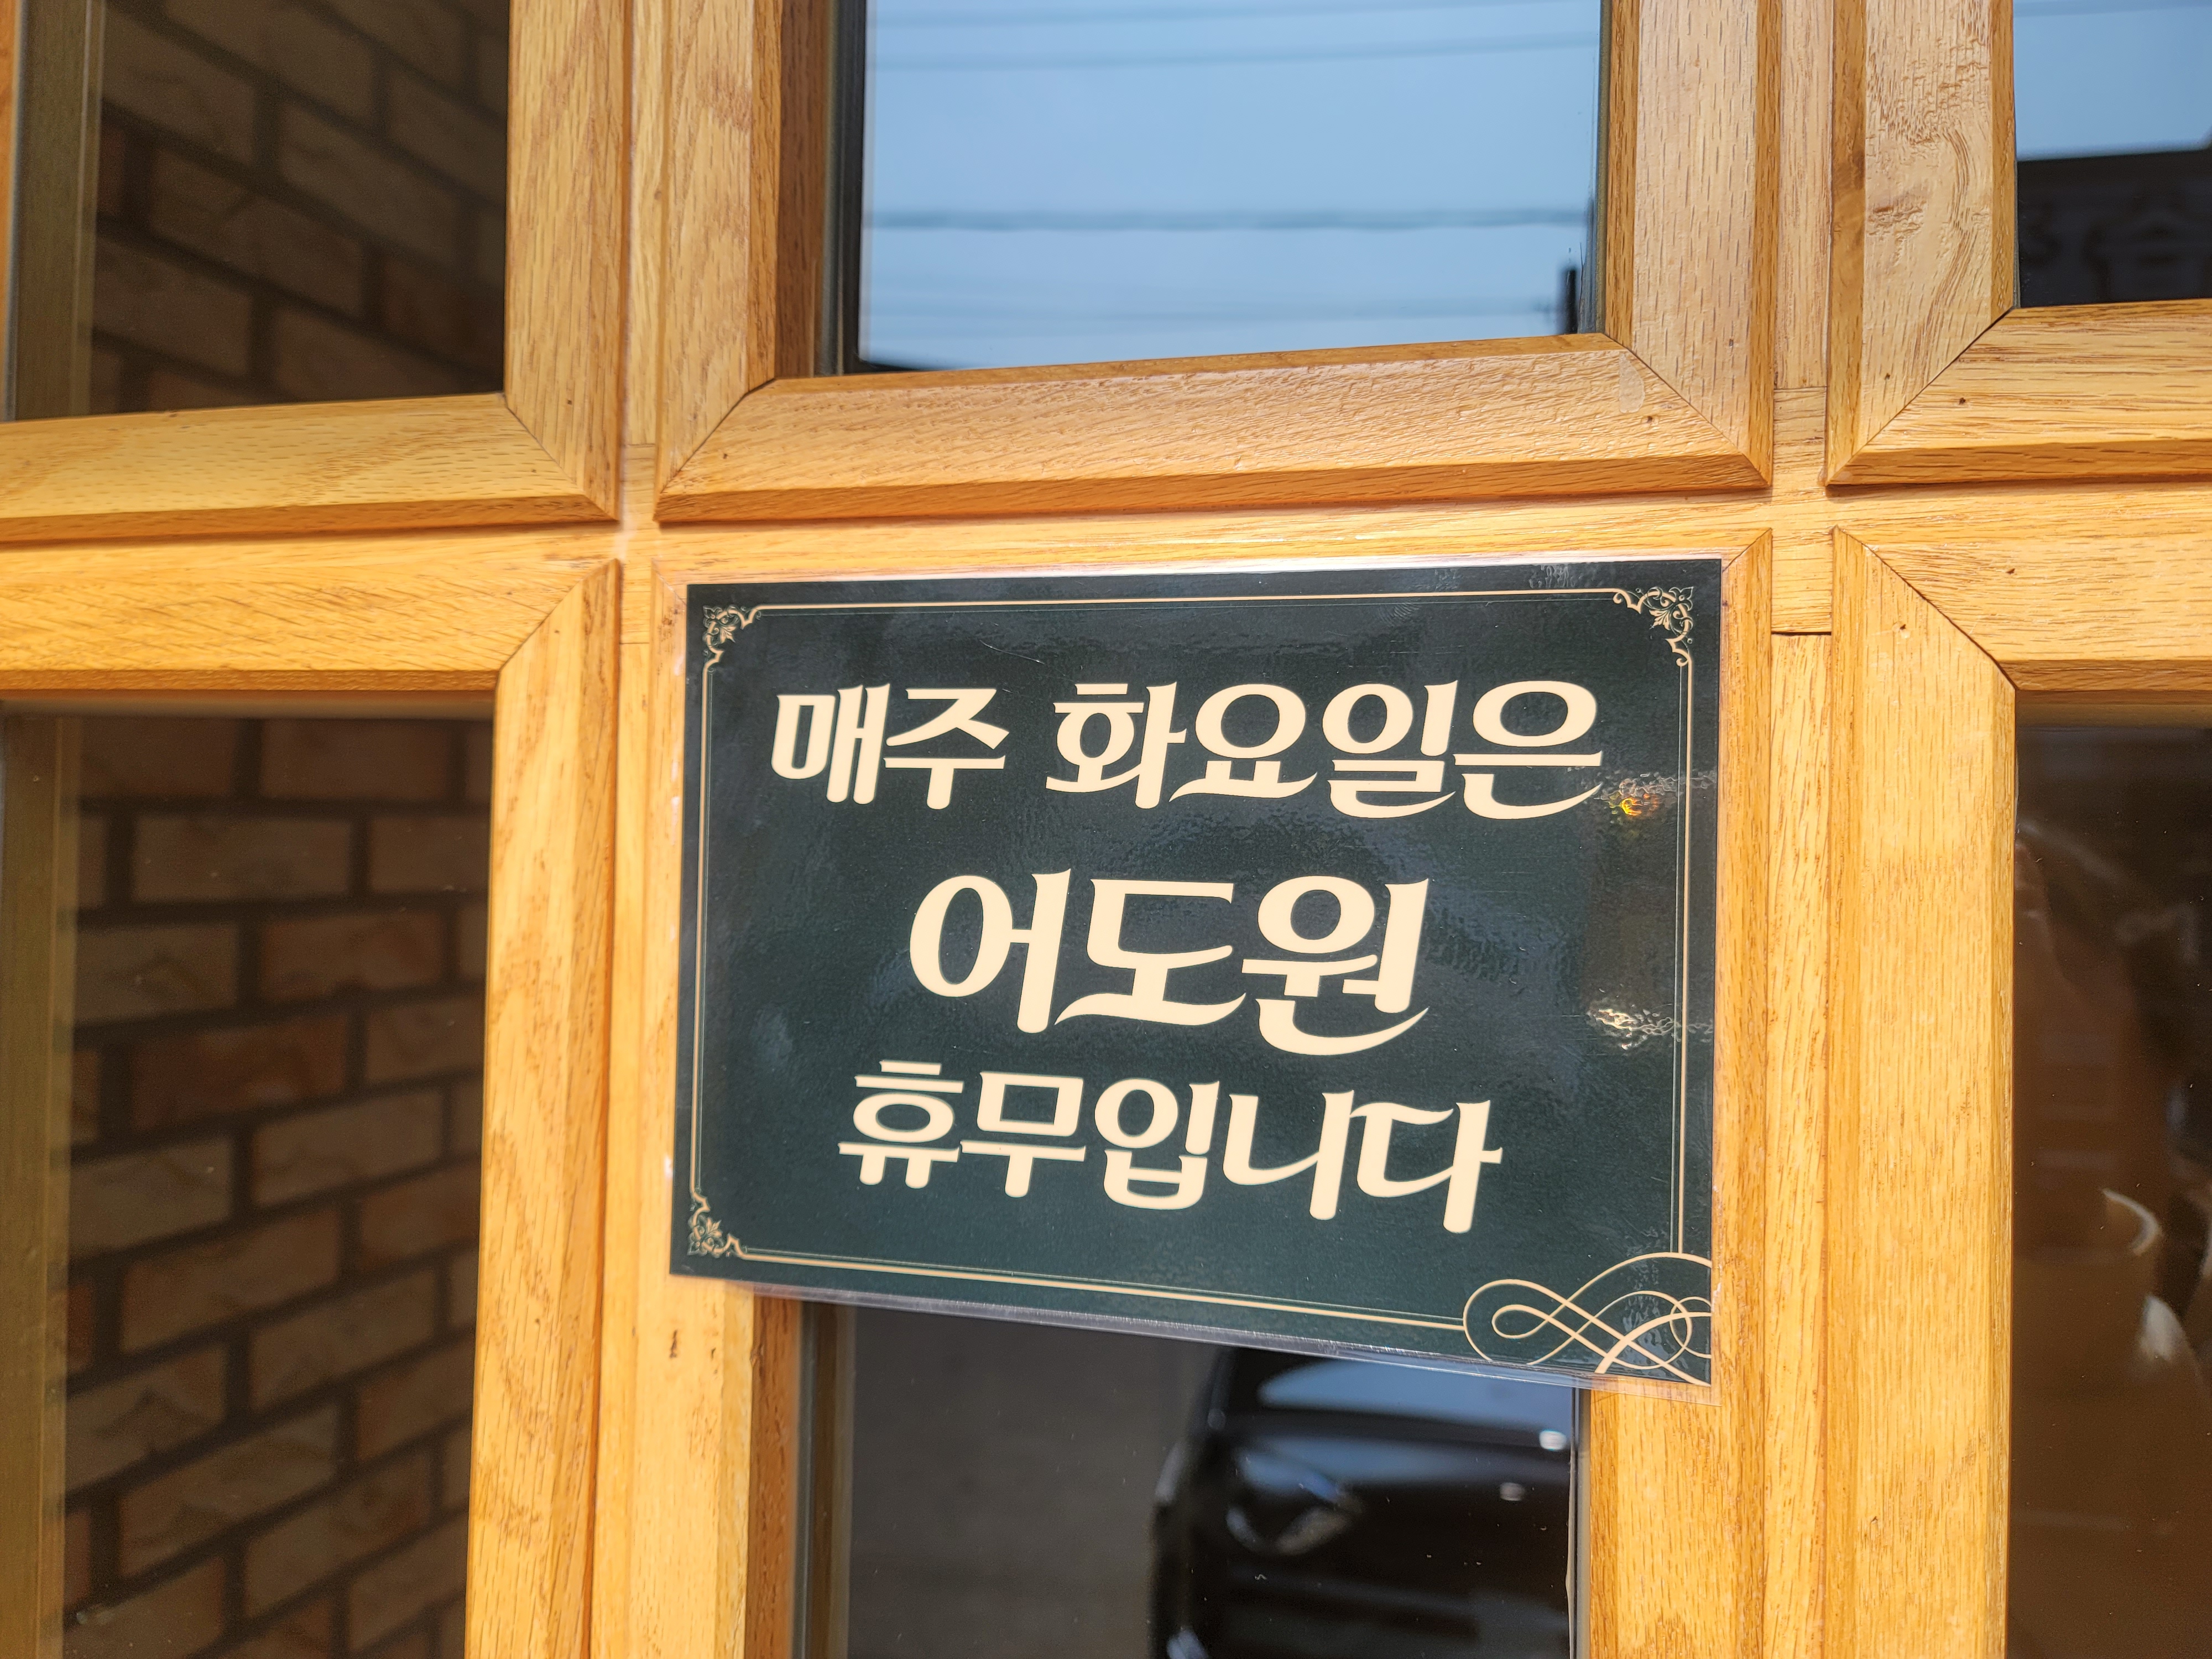 매주 화요일은
어도원
휴무입니다